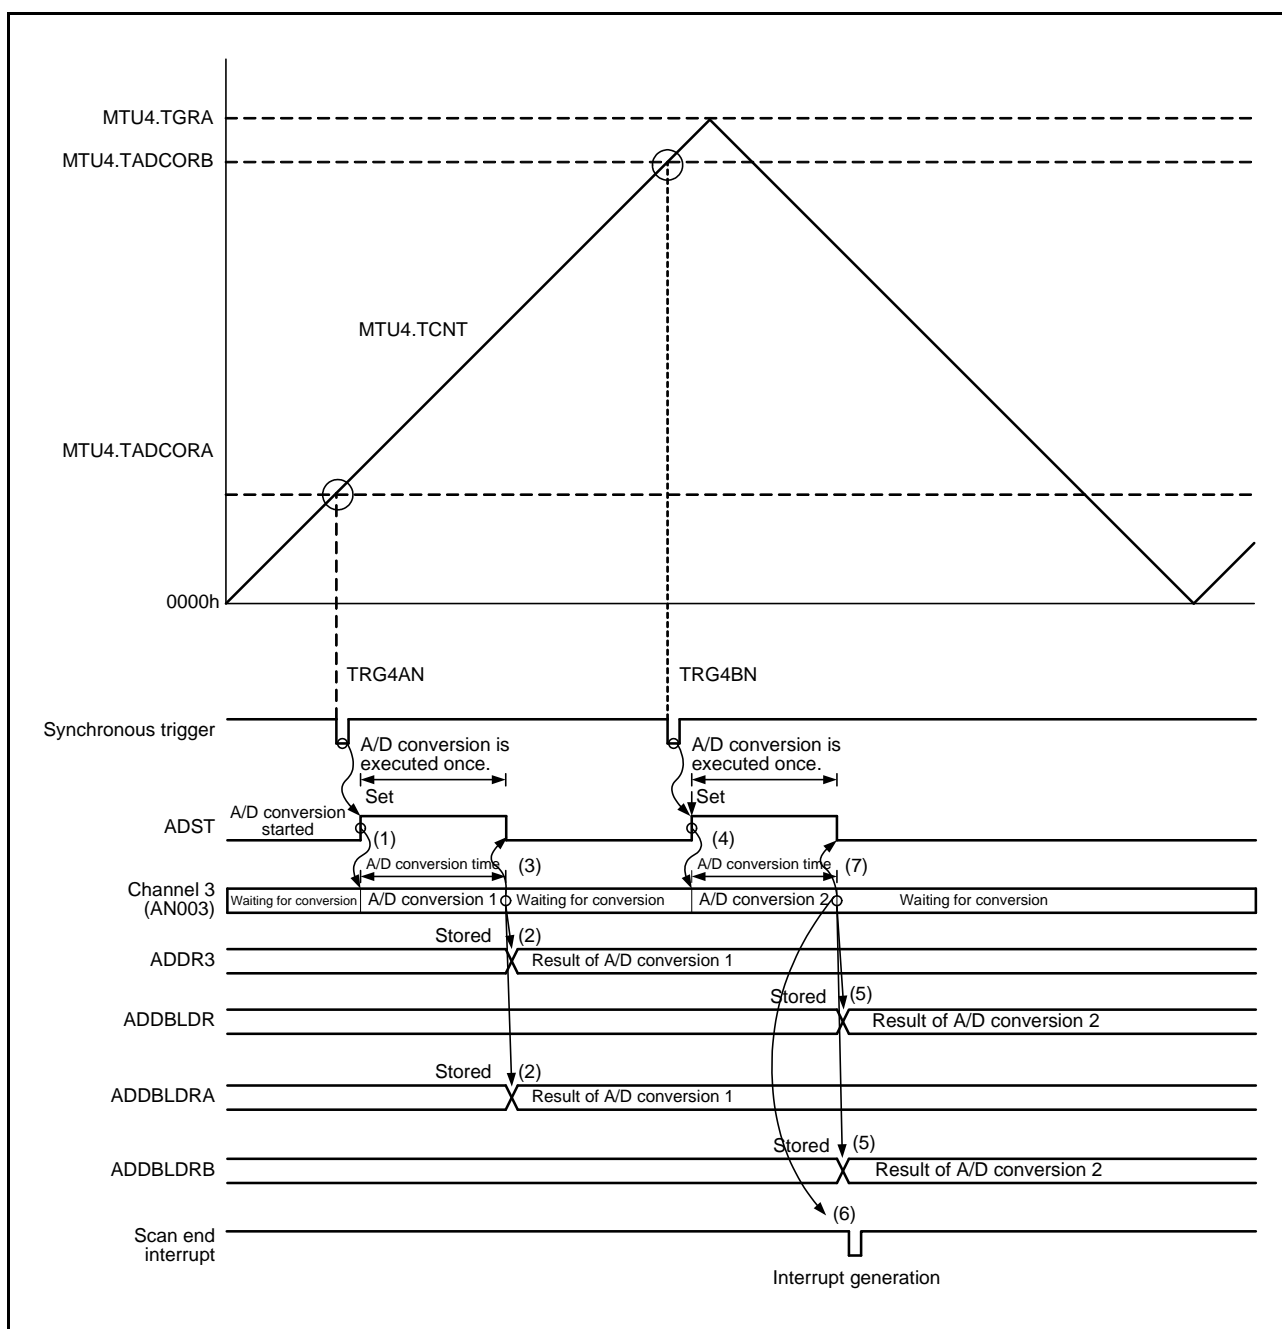 MTU4.TGRA
MTU4.TADCORB
MTU4.TCNT
MTU4.TADCORA
0000h
TRG4AN
TRG4BN
Synchronous trigger
A/D conversion is
executed once.
A/D conversion is
executed once.
Set
Set
A/D conversion
started
ADST
(1)
(4)
A/D conversion time
(3)
A/D conversion time
(7)
Channel 3
(AN003)
Waiting for conversion
A/D conversion 1
Waiting for conversion
A/D conversion 2
Waiting for conversion
Stored
(2)
ADDR3
Result of A/D conversion 1
Stored
(5)
ADDBLDR
Result of A/D conversion 2
Stored
(2)
ADDBLDRA
Result of A/D conversion 1
Stored
(5)
ADDBLDRB
Result of A/D conversion 2
(6)
Scan end
interrupt
Interrupt generation